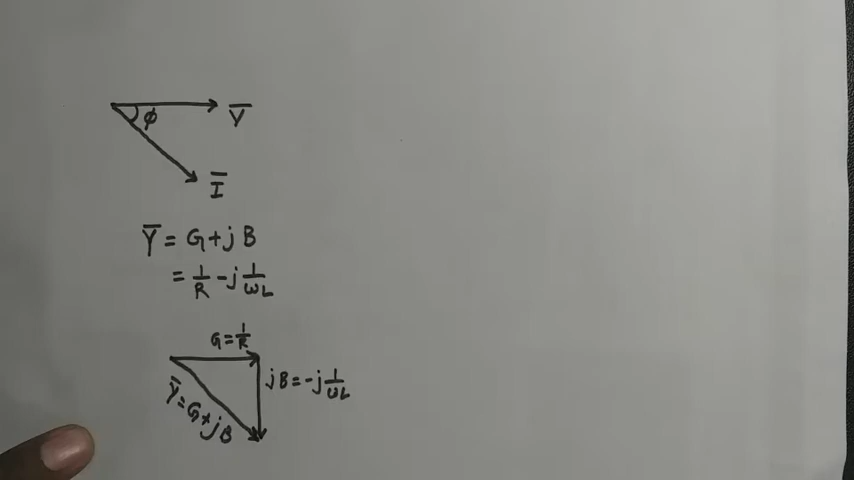 ϕ V̅
I̅
Y̅ = G+jB
= 1/R -j 1/ωL
G=1/R
jB=-j 1/ωL
Y̅=G+jB